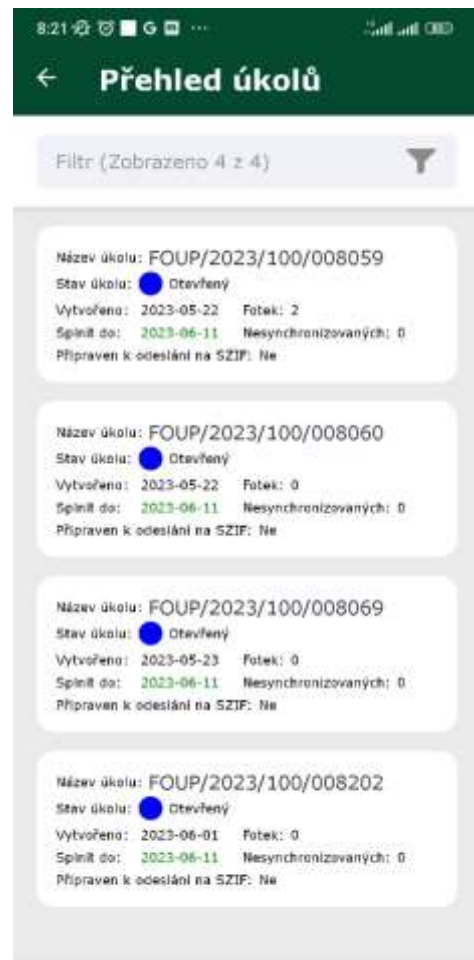 8:21
Přehled úkolů
Filtr (Zobrazeno 4 z 4)
Název úkolu: FOUP/2023/100/008059
Stav úkolu: Otevřený
Vytvořeno: 2023-05-22 Fotek: 2
Splnit do: 2023-06-11 Nesynchronizovaných: 0
Připraven k odeslání na SZIF: Ne
Název úkolu: FOUP/2023/100/008060
Stav úkolu: Otevřený
Vytvořeno: 2023-05-22 Fotek: 0
Splnit do: 2023-06-11 Nesynchronizovaných: 0
Připraven k odeslání na SZIF: Ne
Název úkolu: FOUP/2023/100/008069
Stav úkolu: Otevřený
Vytvořeno: 2023-05-23 Fotek: 0
Splnit do: 2023-06-11 Nesynchronizovaných: 0
Připraven k odeslání na SZIF: Ne
Název úkolu: FOUP/2023/100/008202
Stav úkolu: Otevřený
Vytvořeno: 2023-06-01 Fotek: 0
Splnit do: 2023-06-11 Nesynchronizovaných: 0
Připraven k odeslání na SZIF: Ne